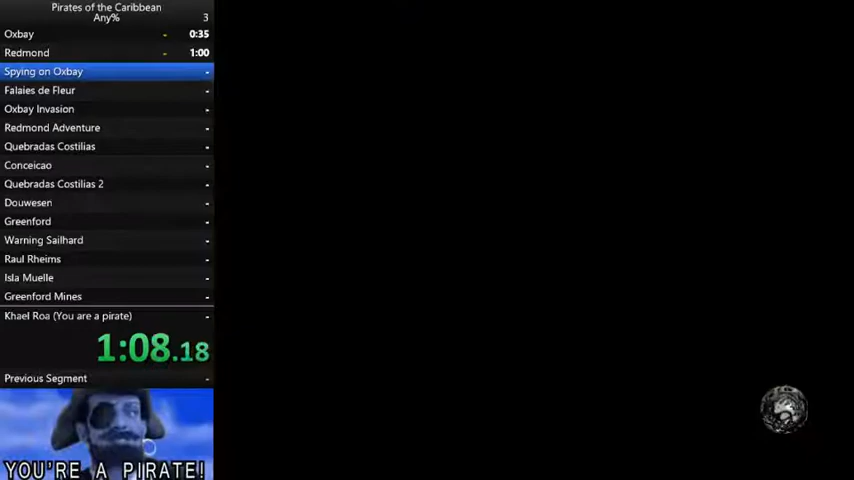 Pirates of the Caribbean
Any% 3
Oxbay - 0:35
Redmond - 1:00
Spying on Oxbay -
Falaies de Fleur -
Oxbay Invasion -
Redmond Adventure -
Quebradas Costilias -
Conceicao -
Quebradas Costilias 2 -
Douwesen -
Greenford -
Warning Sailhard -
Raul Rheims -
Isla Muelle -
Greenford Mines -
Khael Roa (You are a pirate) -
1:08.18
Previous Segment -
YOU'RE A PIRATE!